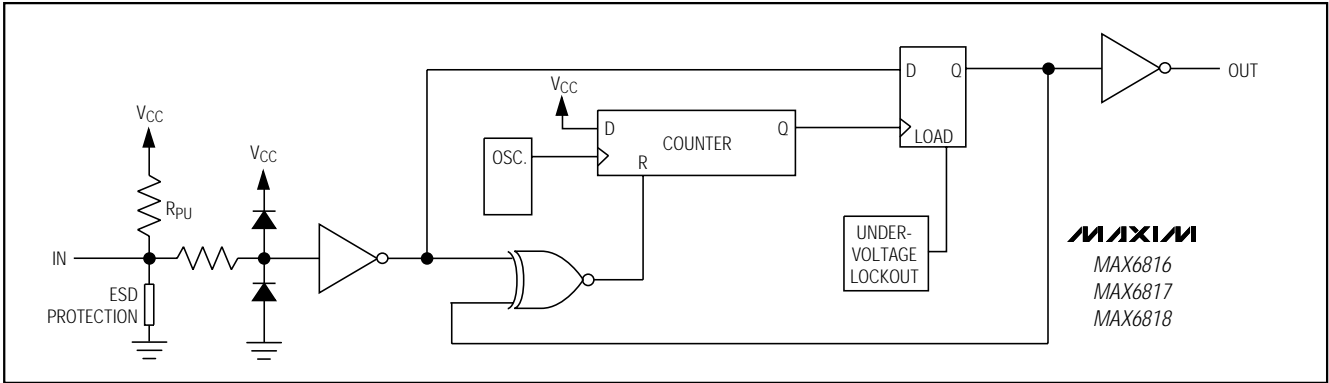 D Q
OUT
VCC
D Q
COUNTER
R
LOAD
OSC.
VCC
VCC
RPU
IN
ESD
PROTECTION
UNDER-
VOLTAGE
LOCKOUT
MAXIM
MAX6816
MAX6817
MAX6818